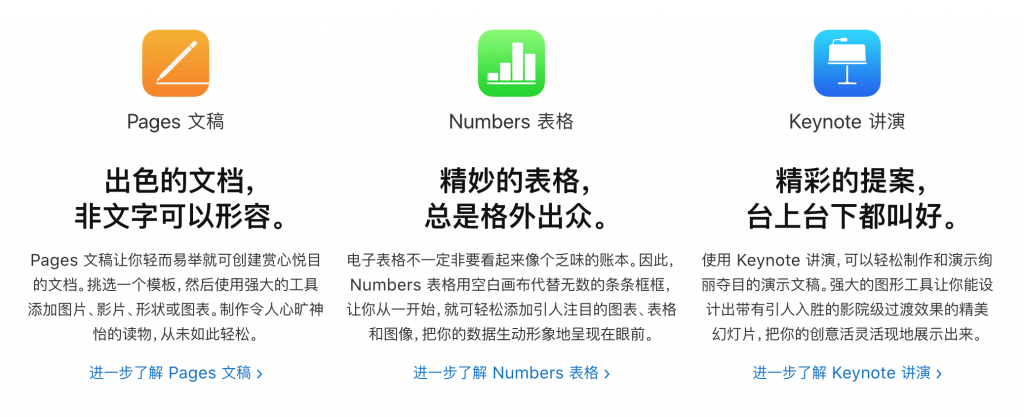 Pages 文稿
出色的文档，
非文字可以形容。
Pages 文稿让你轻而易举就可创建赏心悦目
的文档。挑选一个模板，然后使用强大的工具
添加图片、影片、形状或图表。制作令人心旷神
怡的读物，从未如此轻松。
进一步了解 Pages 文稿 ›
Numbers 表格
精妙的表格，
总是格外出众。
电子表格不一定非要看起来像个乏味的账本。因此，
Numbers 表格用空白画布代替无数的条条框框，
让你从一开始，就可轻松添加引人注目的图表、表格
和图像，把你的数据生动形象地呈现在眼前。
进一步了解 Numbers 表格 ›
Keynote 讲演
精彩的提案，
台上台下都叫好。
使用 Keynote 讲演，可以轻松制作和演示绚
丽夺目的演示文稿。强大的图形工具让你能设
计出带有引人入胜的影院级过渡效果的精美
幻灯片，把你的创意活灵活现地展示出来。
进一步了解 Keynote 讲演 ›